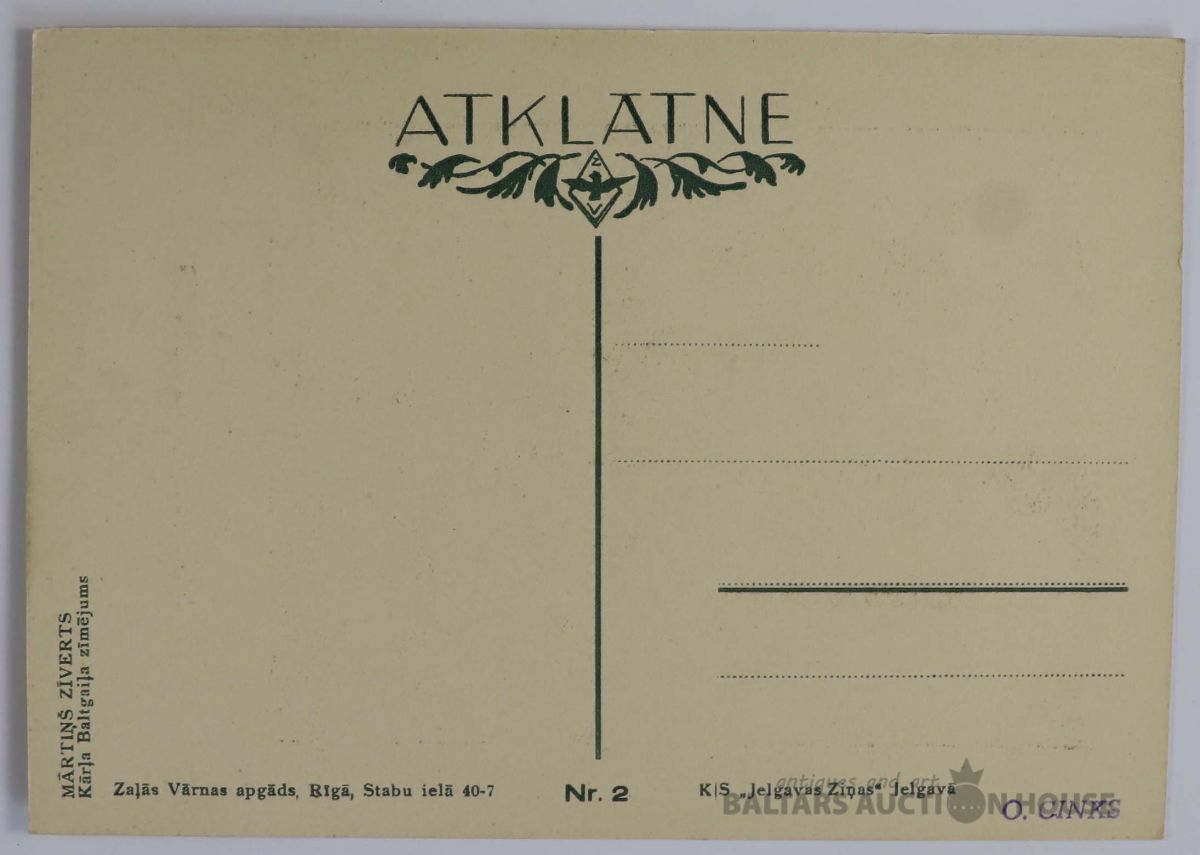 ATKLĀTNE
Z
V
MĀRTIŅŠ ZĪVERTS
Kārļa Baltgaiļa zīmējums
Zaļās Vārnas apgāds, Rīgā, Stabu ielā 40-7
Nr. 2
K|S „Jelgavas Ziņas“ Jelgavā
antiques and art
BALTARS AUCTION HOUSE
O. CINKS